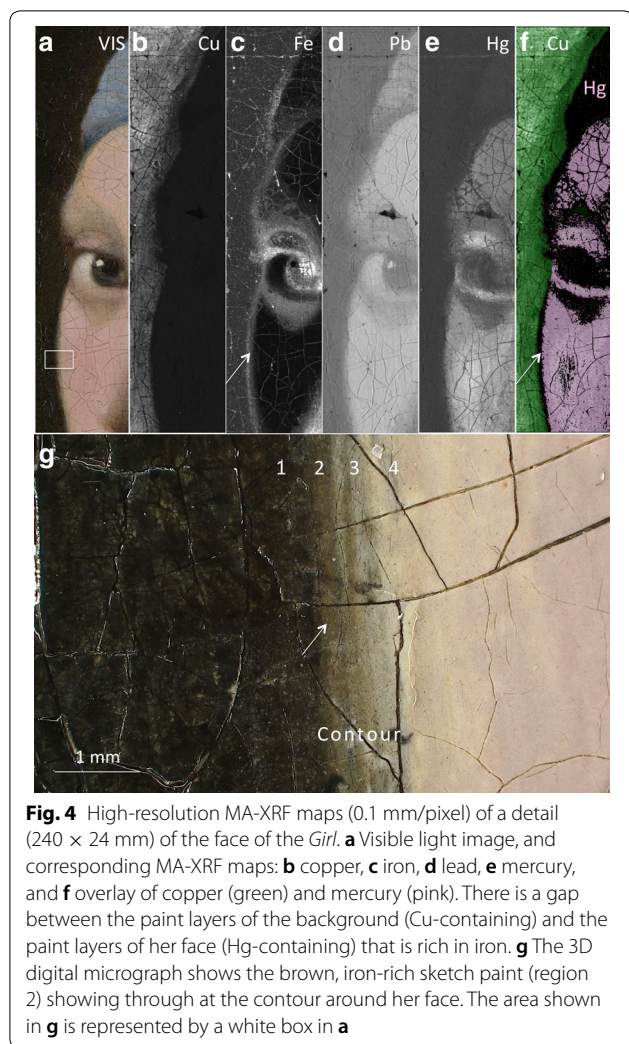 a VIS b Cu c Fe d Pb e Hg f Cu
Hg
g 1 2 3 4
Contour
1 mm
Fig. 4 High-resolution MA-XRF maps (0.1 mm/pixel) of a detail
(240 × 24 mm) of the face of the Girl. a Visible light image, and
corresponding MA-XRF maps: b copper, c iron, d lead, e mercury,
and f overlay of copper (green) and mercury (pink). There is a gap
between the paint layers of the background (Cu-containing) and the
paint layers of her face (Hg-containing) that is rich in iron. g The 3D
digital micrograph shows the brown, iron-rich sketch paint (region
2) showing through at the contour around her face. The area shown
in g is represented by a white box in a